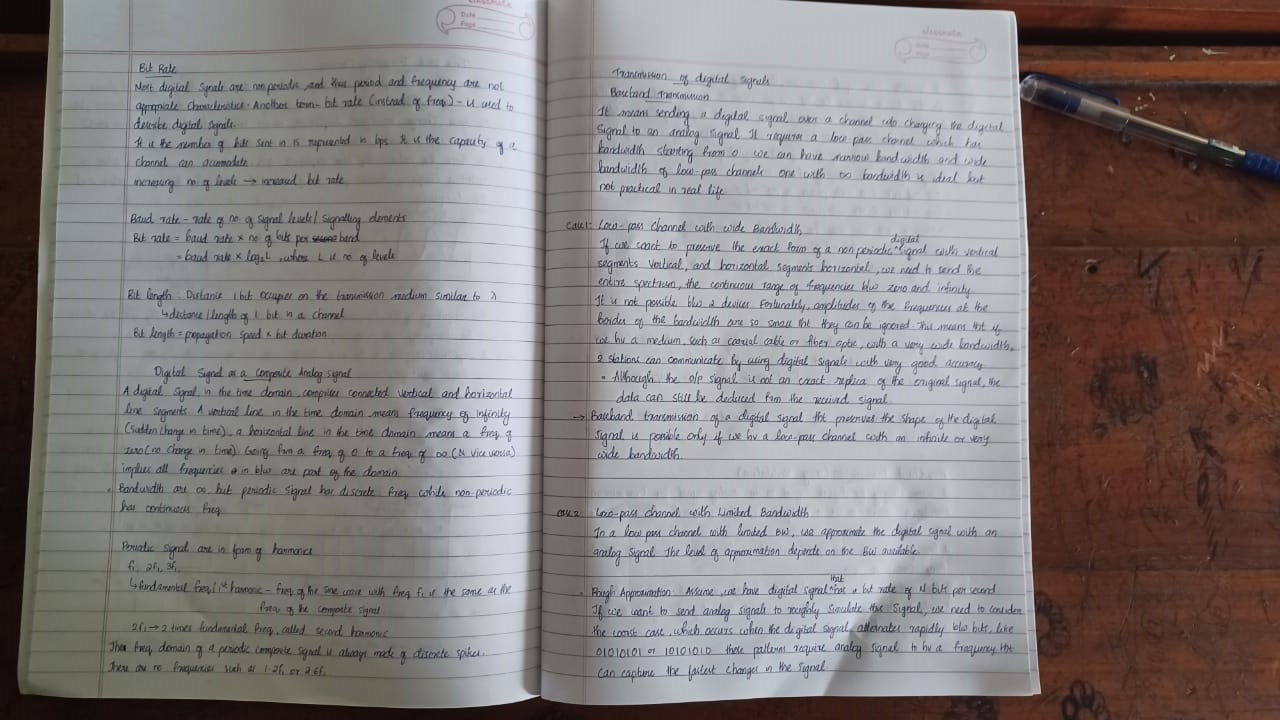 classmate
Date
Page
Bit Rate
Most digital signals are nonperiodic, and thus period and frequency are not
appropriate characteristics. Another term - bit rate (instead of freq) - is used to
describe digital signals.
It is the number of bits sent in 1s represented in bps. It is the capacity of a
channel can accomodate
increasing no. of levels → increased bit rate
Baud rate - rate of no. of signal levels / signalling elements
Bit rate = baud rate × no of bits per baud
= baud rate × log₂L, where L is no of levels
Bit length: Distance 1 bit occupies on the transmission medium similar to λ
↳ distance/length of 1 bit in a channel
Bit length = propagation speed × bit duration
Digital Signal as a Composite Analog signal
A digital signal, in the time domain, comprises connected vertical and horizontal
line segments. A vertical line in the time domain means frequency of infinity
(sudden change in time), a horizontal line in the time domain means a freq of
zero (no change in time). Going frm a freq of 0 to a freq of ∞ (& vice versa)
implies all frequencies in b/w are part of the domain
Bandwidth are ∞, but periodic signal has discrete freq while non-periodic
has continuous freq.
Periodic signal are in form of harmonics
f₁, 2f₁, 3f₁,
↳ fundamental freq / 1st harmonic - freq of the sine wave with freq f₁ is the same as the
freq of the composite signal
2f₁ → 2 times fundamental freq, called second harmonic
The freq domain of a periodic composite signal is always made of discrete spikes.
There are no frequencies such as 1.2f₁ or 2.6f₁
classmate
Date
Page
Transmission of digital signals
Baseband Transmission
It means sending a digital signal over a channel w/o changing the digital
signal to an analog signal. It requires a low-pass channel which has
bandwidth starting from 0. We can have narrow bandwidth and wide
bandwidth of low-pass channels. one with ∞ bandwidth is ideal but
not practical in real life
Case 1: Low-pass channel with wide Bandwidth
If we want to preserve the exact form of a non periodic digital signal with vertical
segments vertical, and horizontal segments horizontal, we need to send the
entire spectrum, the continuous range of frequencies b/w zero and infinity.
It is not possible b/w 2 devices. Fortunately, amplitudes of the frequencies at the
border of the bandwidth are so small tht they can be ignored. This means tht if
we hv a medium, such as coaxial cable or fiber optic, with a very wide bandwidth,
2 stations can communicate by using digital signals with very good accuracy
• Although the o/p signal is not an exact replica of the original signal, the
data can still be deduced frm the received signal
→ Baseband transmission of a digital signal tht preserves the shape of the digital
signal is possible only if we hv a low-pass channel with an infinite or very
wide bandwidth.
Case 2: Low-pass channel with Limited Bandwidth
In a low pass channel with limited BW, we approximate the digital signal with an
analog signal. The level of approximation depends on the BW available.
• Rough Approximation Assume, we have digital signal that has a bit rate of N bits per second
If we want to send analog signals to roughly simulate this signal, we need to consider
the worst case, which occurs when the digital signal alternates rapidly b/w bits, like
01010101 or 10101010 these patterns require analog signal to hv a frequency tht
can capture the fastest changes in the signal